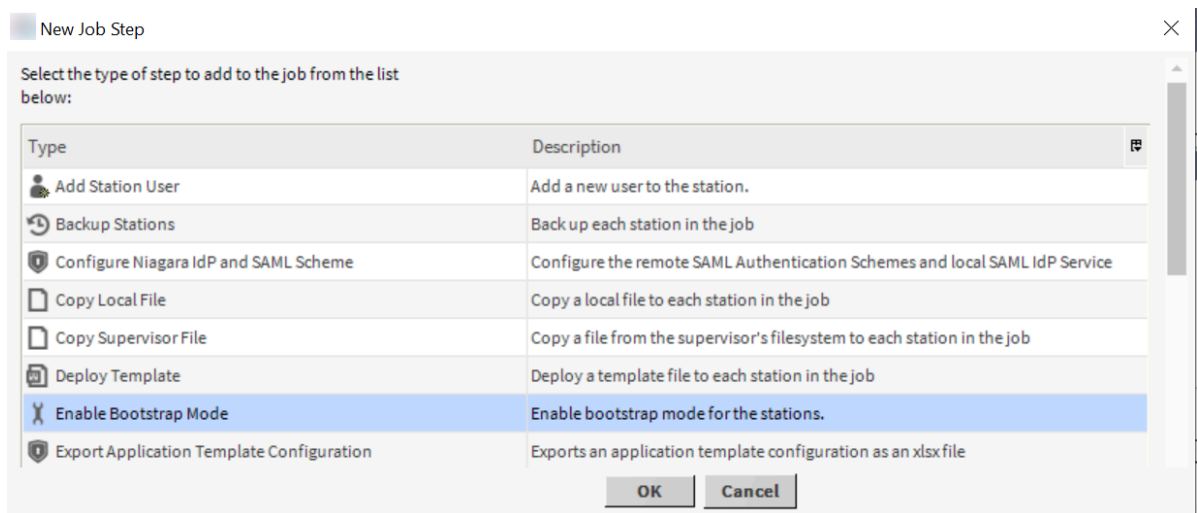 New Job Step
Select the type of step to add to the job from the list
below:
Type Description
Add Station User Add a new user to the station.
Backup Stations Back up each station in the job
Configure Niagara IdP and SAML Scheme Configure the remote SAML Authentication Schemes and local SAML IdP Service
Copy Local File Copy a local file to each station in the job
Copy Supervisor File Copy a file from the supervisor's filesystem to each station in the job
Deploy Template Deploy a template file to each station in the job
Enable Bootstrap Mode Enable bootstrap mode for the stations.
Export Application Template Configuration Exports an application template configuration as an xlsx file
OK Cancel